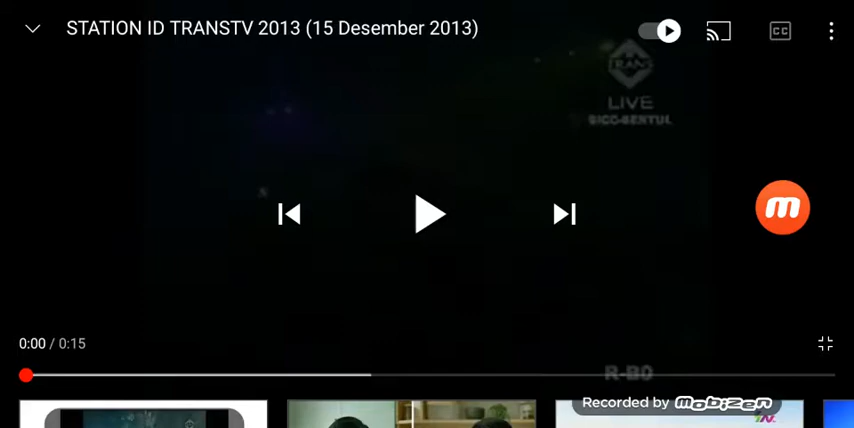 STATION ID TRANSTV 2013 (15 Desember 2013)
CC
TRANS
LIVE
SICC-SENTUL
m
0:00 / 0:15
R-BO
Recorded by mobizen